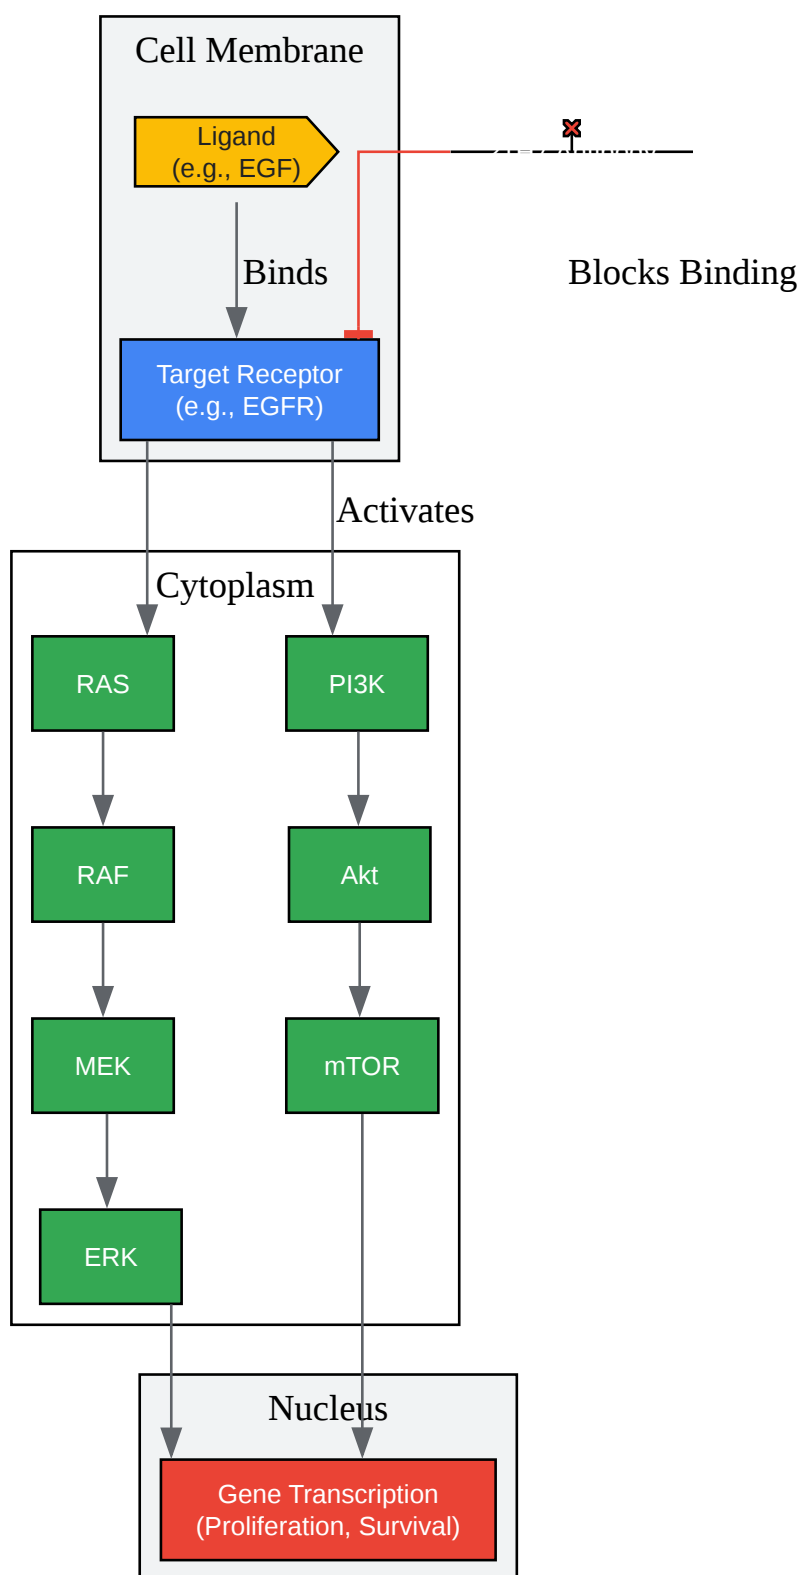 Cell Membrane
Ligand
(e.g., EGF)
Binds
Blocks Binding
Target Receptor
(e.g., EGFR)
Activates
Cytoplasm
RAS
PI3K
RAF
Akt
MEK
mTOR
ERK
Nucleus
Gene Transcription
(Proliferation, Survival)